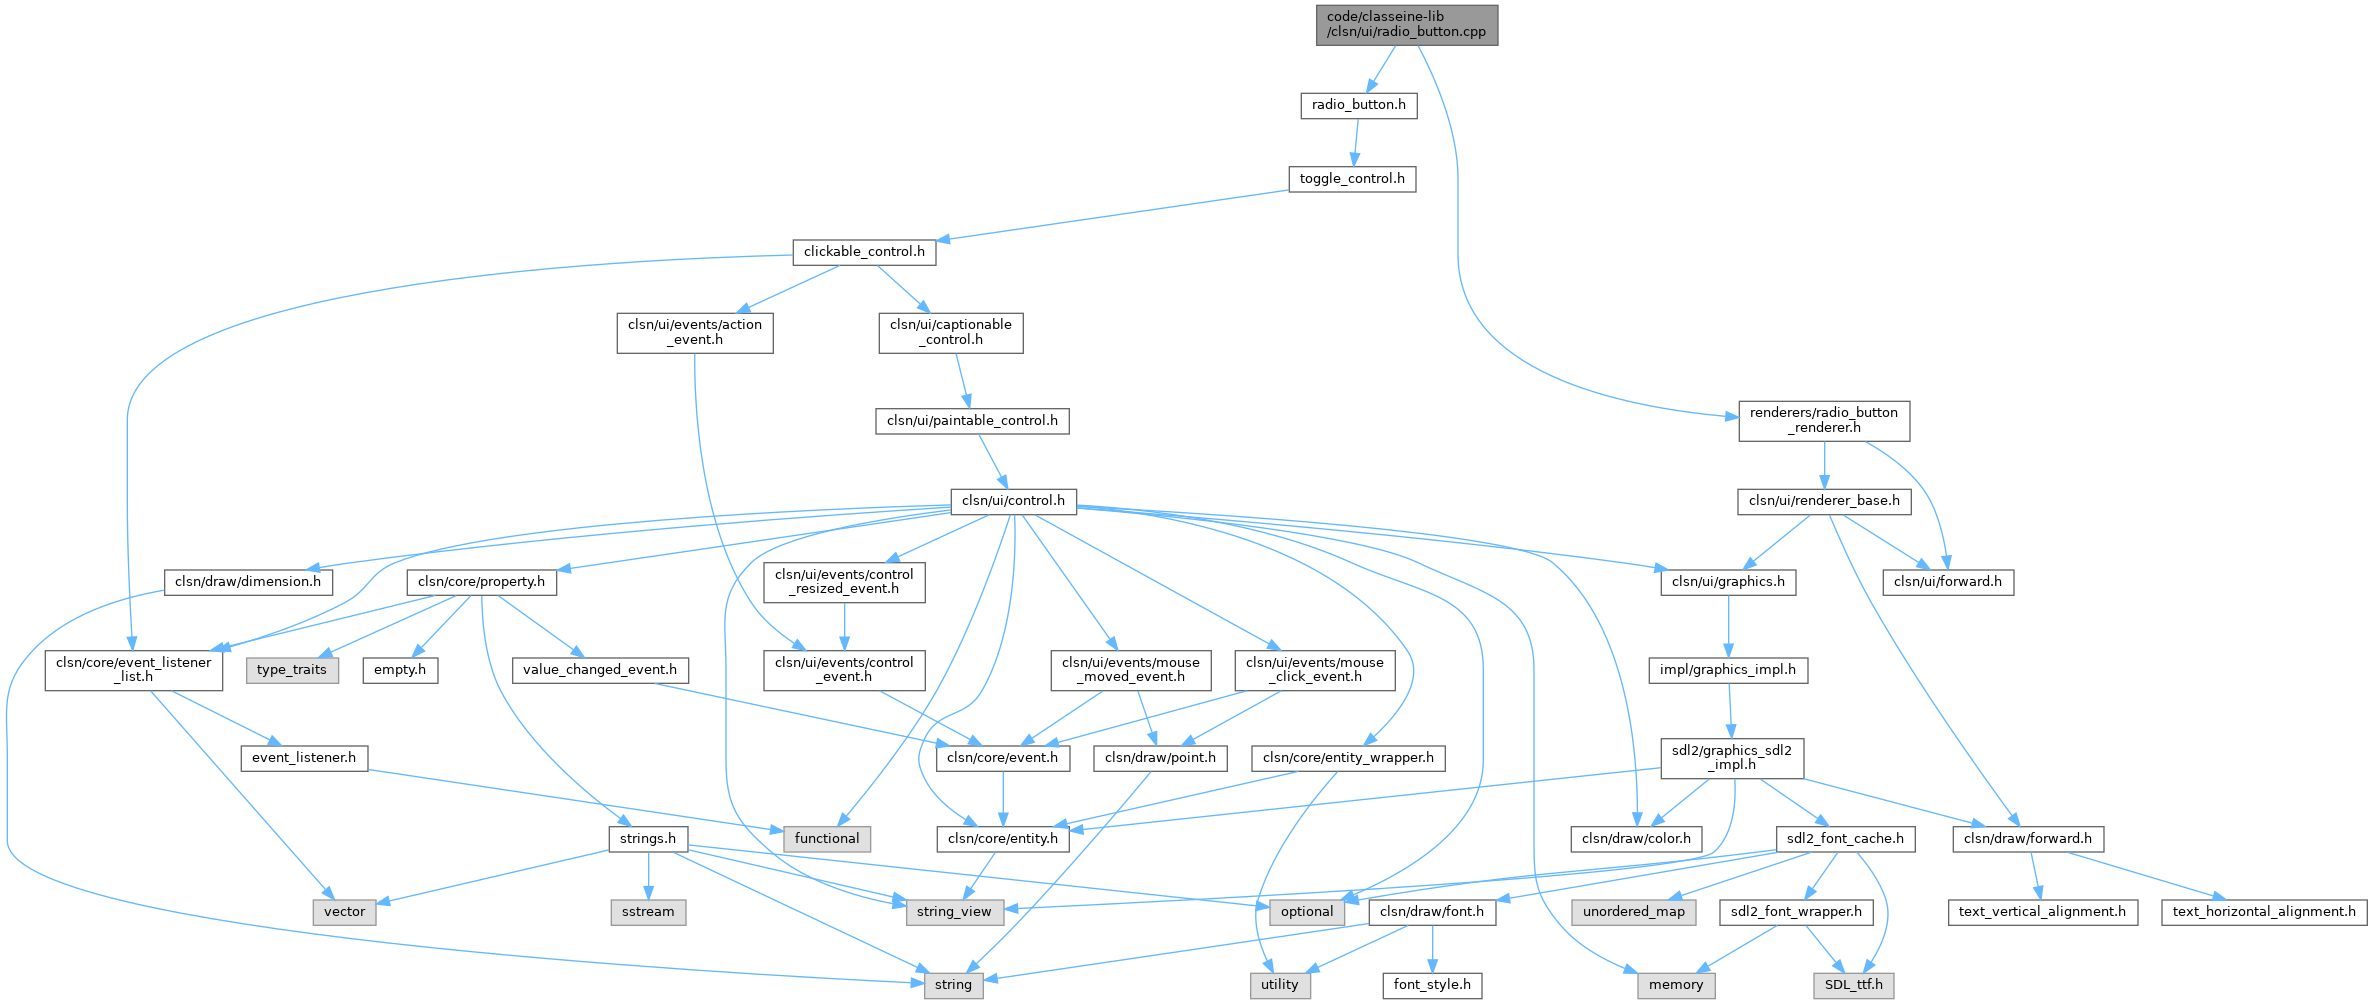 code/classeine-lib
/clsn/ui/radio_button.cpp
radio_button.h
toggle_control.h
clickable_control.h
clsn/ui/events/action
_event.h
clsn/ui/captionable
_control.h
clsn/ui/paintable_control.h
renderers/radio_button
_renderer.h
clsn/ui/control.h
clsn/ui/renderer_base.h
clsn/draw/dimension.h
clsn/core/property.h
clsn/ui/events/control
_resized_event.h
clsn/ui/graphics.h
clsn/ui/forward.h
clsn/core/event_listener
_list.h
type_traits
empty.h
value_changed_event.h
clsn/ui/events/control
_event.h
clsn/ui/events/mouse
_moved_event.h
clsn/ui/events/mouse
_click_event.h
impl/graphics_impl.h
event_listener.h
clsn/core/event.h
clsn/draw/point.h
clsn/core/entity_wrapper.h
sdl2/graphics_sdl2
_impl.h
strings.h
functional
clsn/core/entity.h
clsn/draw/color.h
sdl2_font_cache.h
clsn/draw/forward.h
vector
sstream
string_view
optional
clsn/draw/font.h
unordered_map
sdl2_font_wrapper.h
text_vertical_alignment.h
text_horizontal_alignment.h
string
utility
font_style.h
memory
SDL_ttf.h